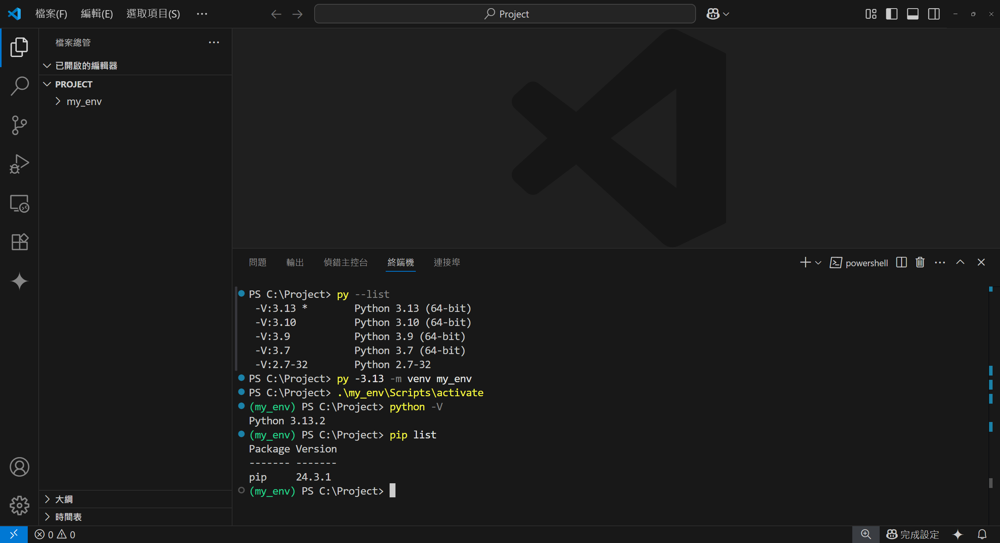 檔案(F) 編輯(E) 選取項目(S) ··· Project
檔案總管
已開啟的編輯器
PROJECT
my_env
問題 輸出 偵錯主控台 終端機 連接埠 powershell
PS C:\Project> py --list
-V:3.13 * Python 3.13 (64-bit)
-V:3.10 Python 3.10 (64-bit)
-V:3.9 Python 3.9 (64-bit)
-V:3.7 Python 3.7 (64-bit)
-V:2.7-32 Python 2.7-32
PS C:\Project> py -3.13 -m venv my_env
PS C:\Project> .\my_env\Scripts\activate
(my_env) PS C:\Project> python -V
Python 3.13.2
(my_env) PS C:\Project> pip list
Package Version
------- -------
pip 24.3.1
(my_env) PS C:\Project>
大綱
時間表
0 0 完成設定